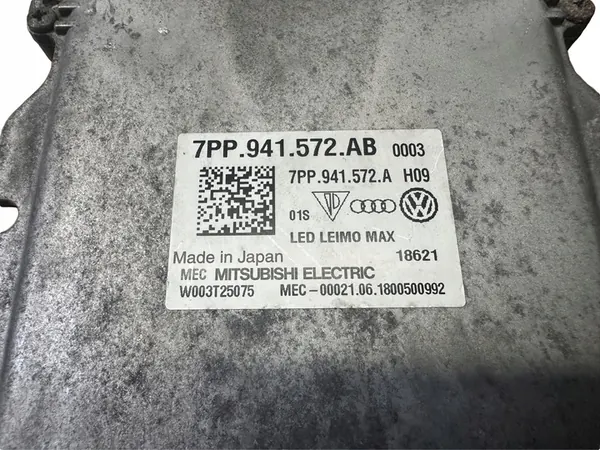 7PP.941.572.AB 0003
7PP.941.572.A H09
01S
LED LEIMO MAX
Made in Japan 18621
MEC MITSUBISHI ELECTRIC
W003T25075 MEC-00021.06.1800500992